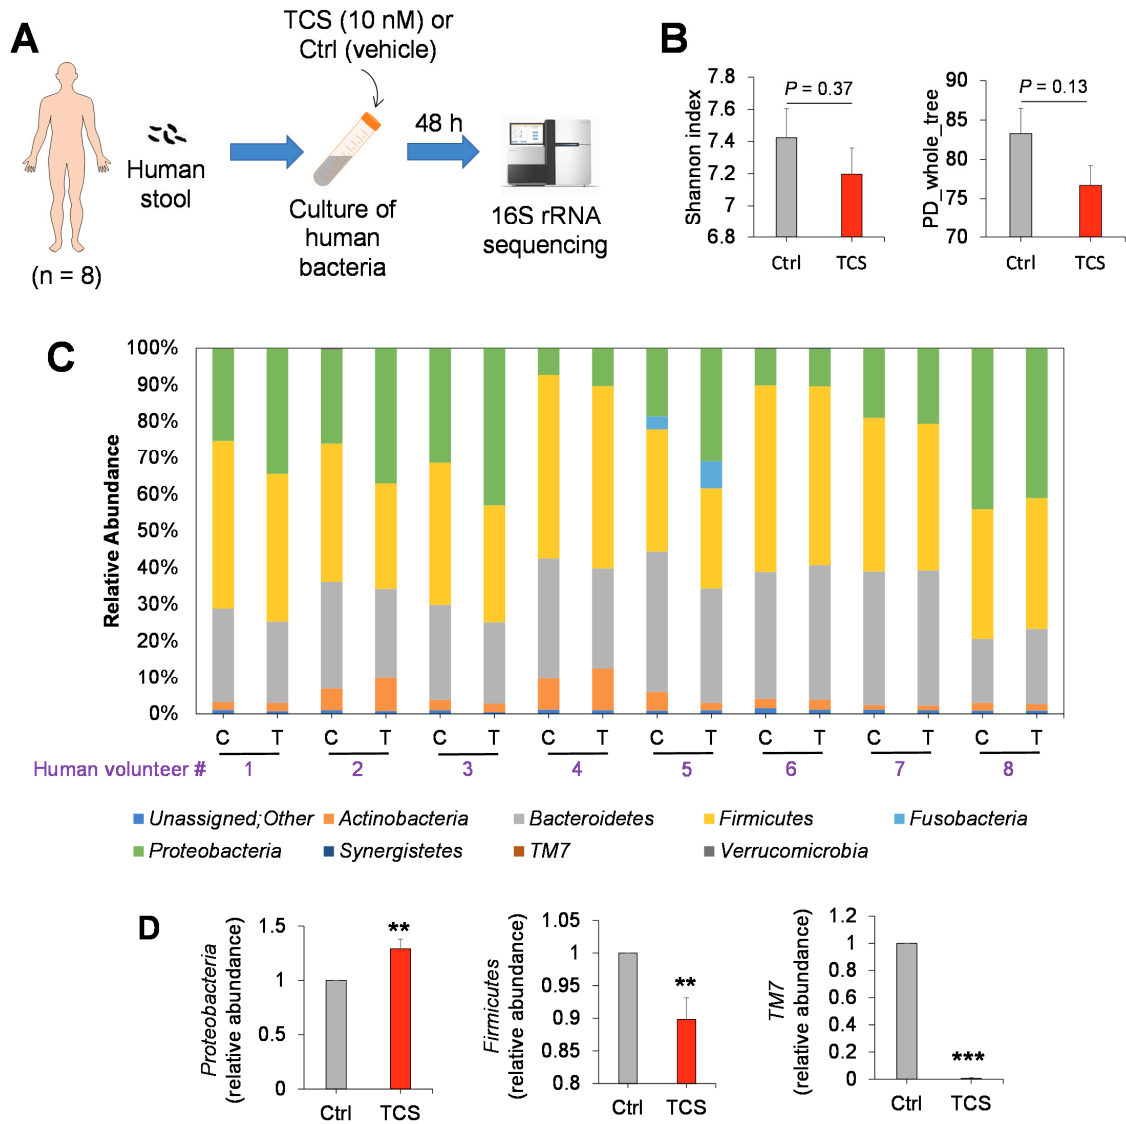 A
TCS (10 nM) or
Ctrl (vehicle)
48 h
Human
stool
Culture of
human
bacteria
16S rRNA
sequencing
(n = 8)
B
Shannon index
7.8
7.6
7.4
7.2
7
6.8
P = 0.37
Ctrl
TCS
PD_whole_tree
90
85
80
75
70
P = 0.13
Ctrl
TCS
C
Relative Abundance
100%
90%
80%
70%
60%
50%
40%
30%
20%
10%
0%
C T C T C T C T C T C T C T C T
Human volunteer # 1 2 3 4 5 6 7 8
Unassigned;Other Actinobacteria Bacteroidetes Firmicutes Fusobacteria
Proteobacteria Synergistetes TM7 Verrucomicrobia
D
Proteobacteria
(relative abundance)
1.5
1
0.5
0
**
Ctrl
TCS
Firmicutes
(relative abundance)
1.05
1
0.95
0.9
0.85
0.8
**
Ctrl
TCS
TM7
(relative abundance)
1.2
1
0.8
0.6
0.4
0.2
0
***
Ctrl
TCS